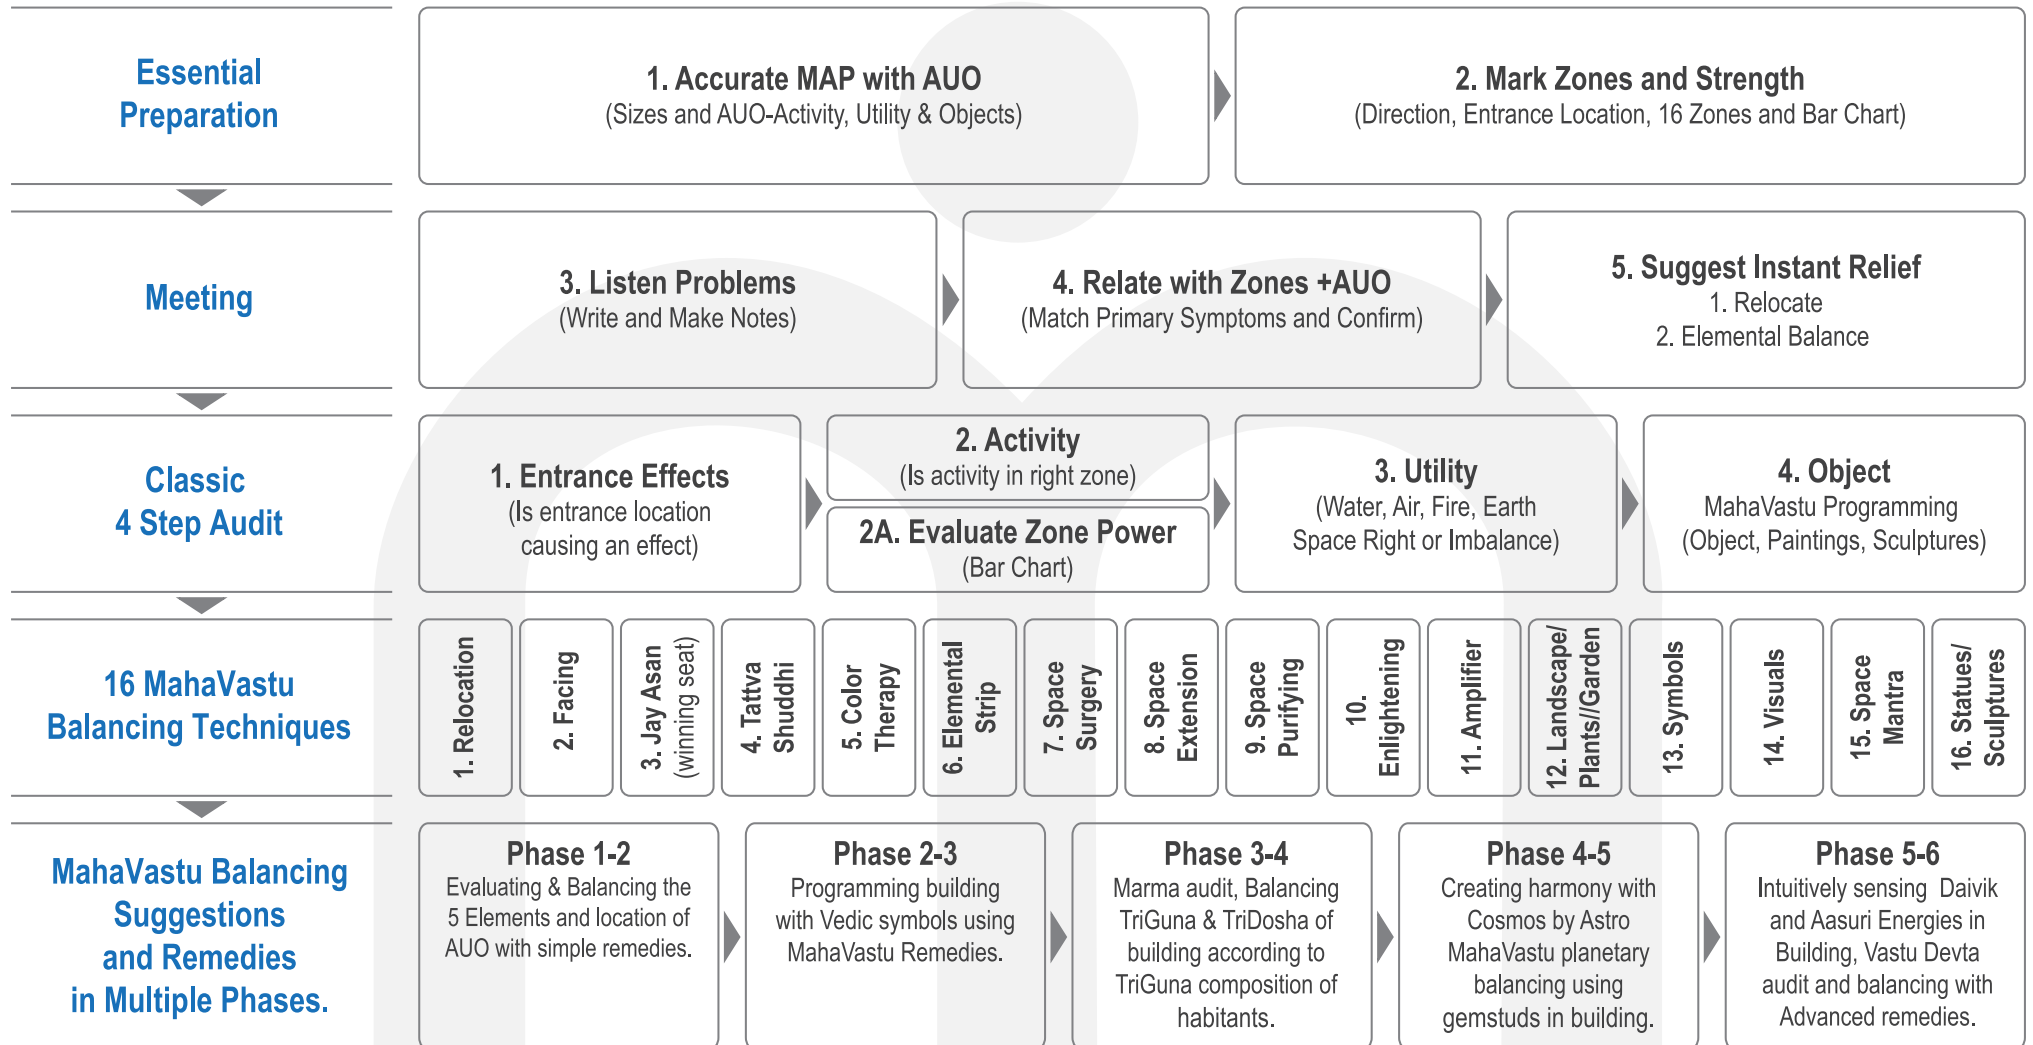 Essential
Preparation
1. Accurate MAP with AUO
(Sizes and AUO-Activity, Utility & Objects)
2. Mark Zones and Strength
(Direction, Entrance Location, 16 Zones and Bar Chart)
Meeting
3. Listen Problems
(Write and Make Notes)
4. Relate with Zones +AUO
(Match Primary Symptoms and Confirm)
5. Suggest Instant Relief
1. Relocate
2. Elemental Balance
Classic
4 Step Audit
1. Entrance Effects
(Is entrance location
causing an effect)
2. Activity
(Is activity in right zone)
2A. Evaluate Zone Power
(Bar Chart)
3. Utility
(Water, Air, Fire, Earth
Space Right or Imbalance)
4. Object
MahaVastu Programming
(Object, Paintings, Sculptures)
16 MahaVastu
Balancing Techniques
1. Relocation
2. Facing
3. Jay Asan
(winning seat)
4. Tattva
Shuddhi
5. Color
Therapy
6. Elemental
Strip
7. Space
Surgery
8. Space
Extension
9. Space
Purifying
10.
Enlightening
11. Amplifier
12. Landscape/
Plants//Garden
13. Symbols
14. Visuals
15. Space
Mantra
16. Statues/
Sculptures
MahaVastu Balancing
Suggestions
and Remedies
in Multiple Phases.
Phase 1-2
Evaluating & Balancing the
5 Elements and location of
AUO with simple remedies.
Phase 2-3
Programming building
with Vedic symbols using
MahaVastu Remedies.
Phase 3-4
Marma audit, Balancing
TriGuna & TriDosha of
building according to
TriGuna composition of
habitants.
Phase 4-5
Creating harmony with
Cosmos by Astro
MahaVastu planetary
balancing using
gemstuds in building.
Phase 5-6
Intuitively sensing Daivik
and Aasuri Energies in
Building, Vastu Devta
audit and balancing with
Advanced remedies.